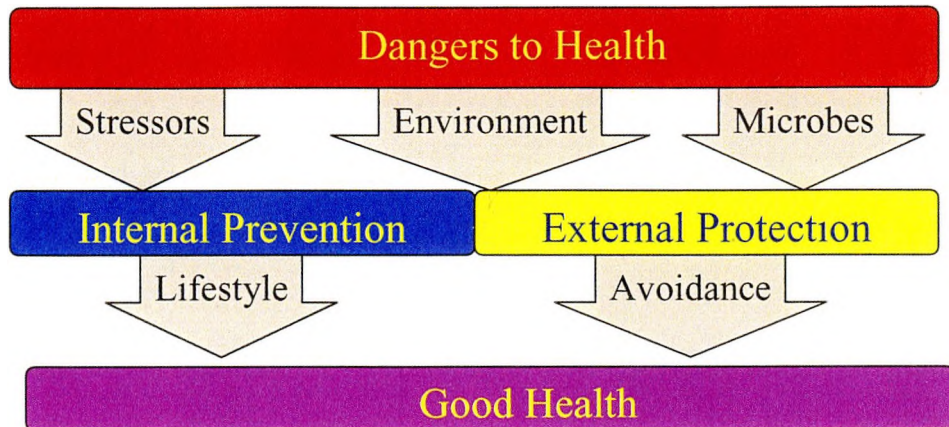 Dangers to Health
Stressors Environment Microbes
Internal Prevention External Protection
Lifestyle Avoidance
Good Health